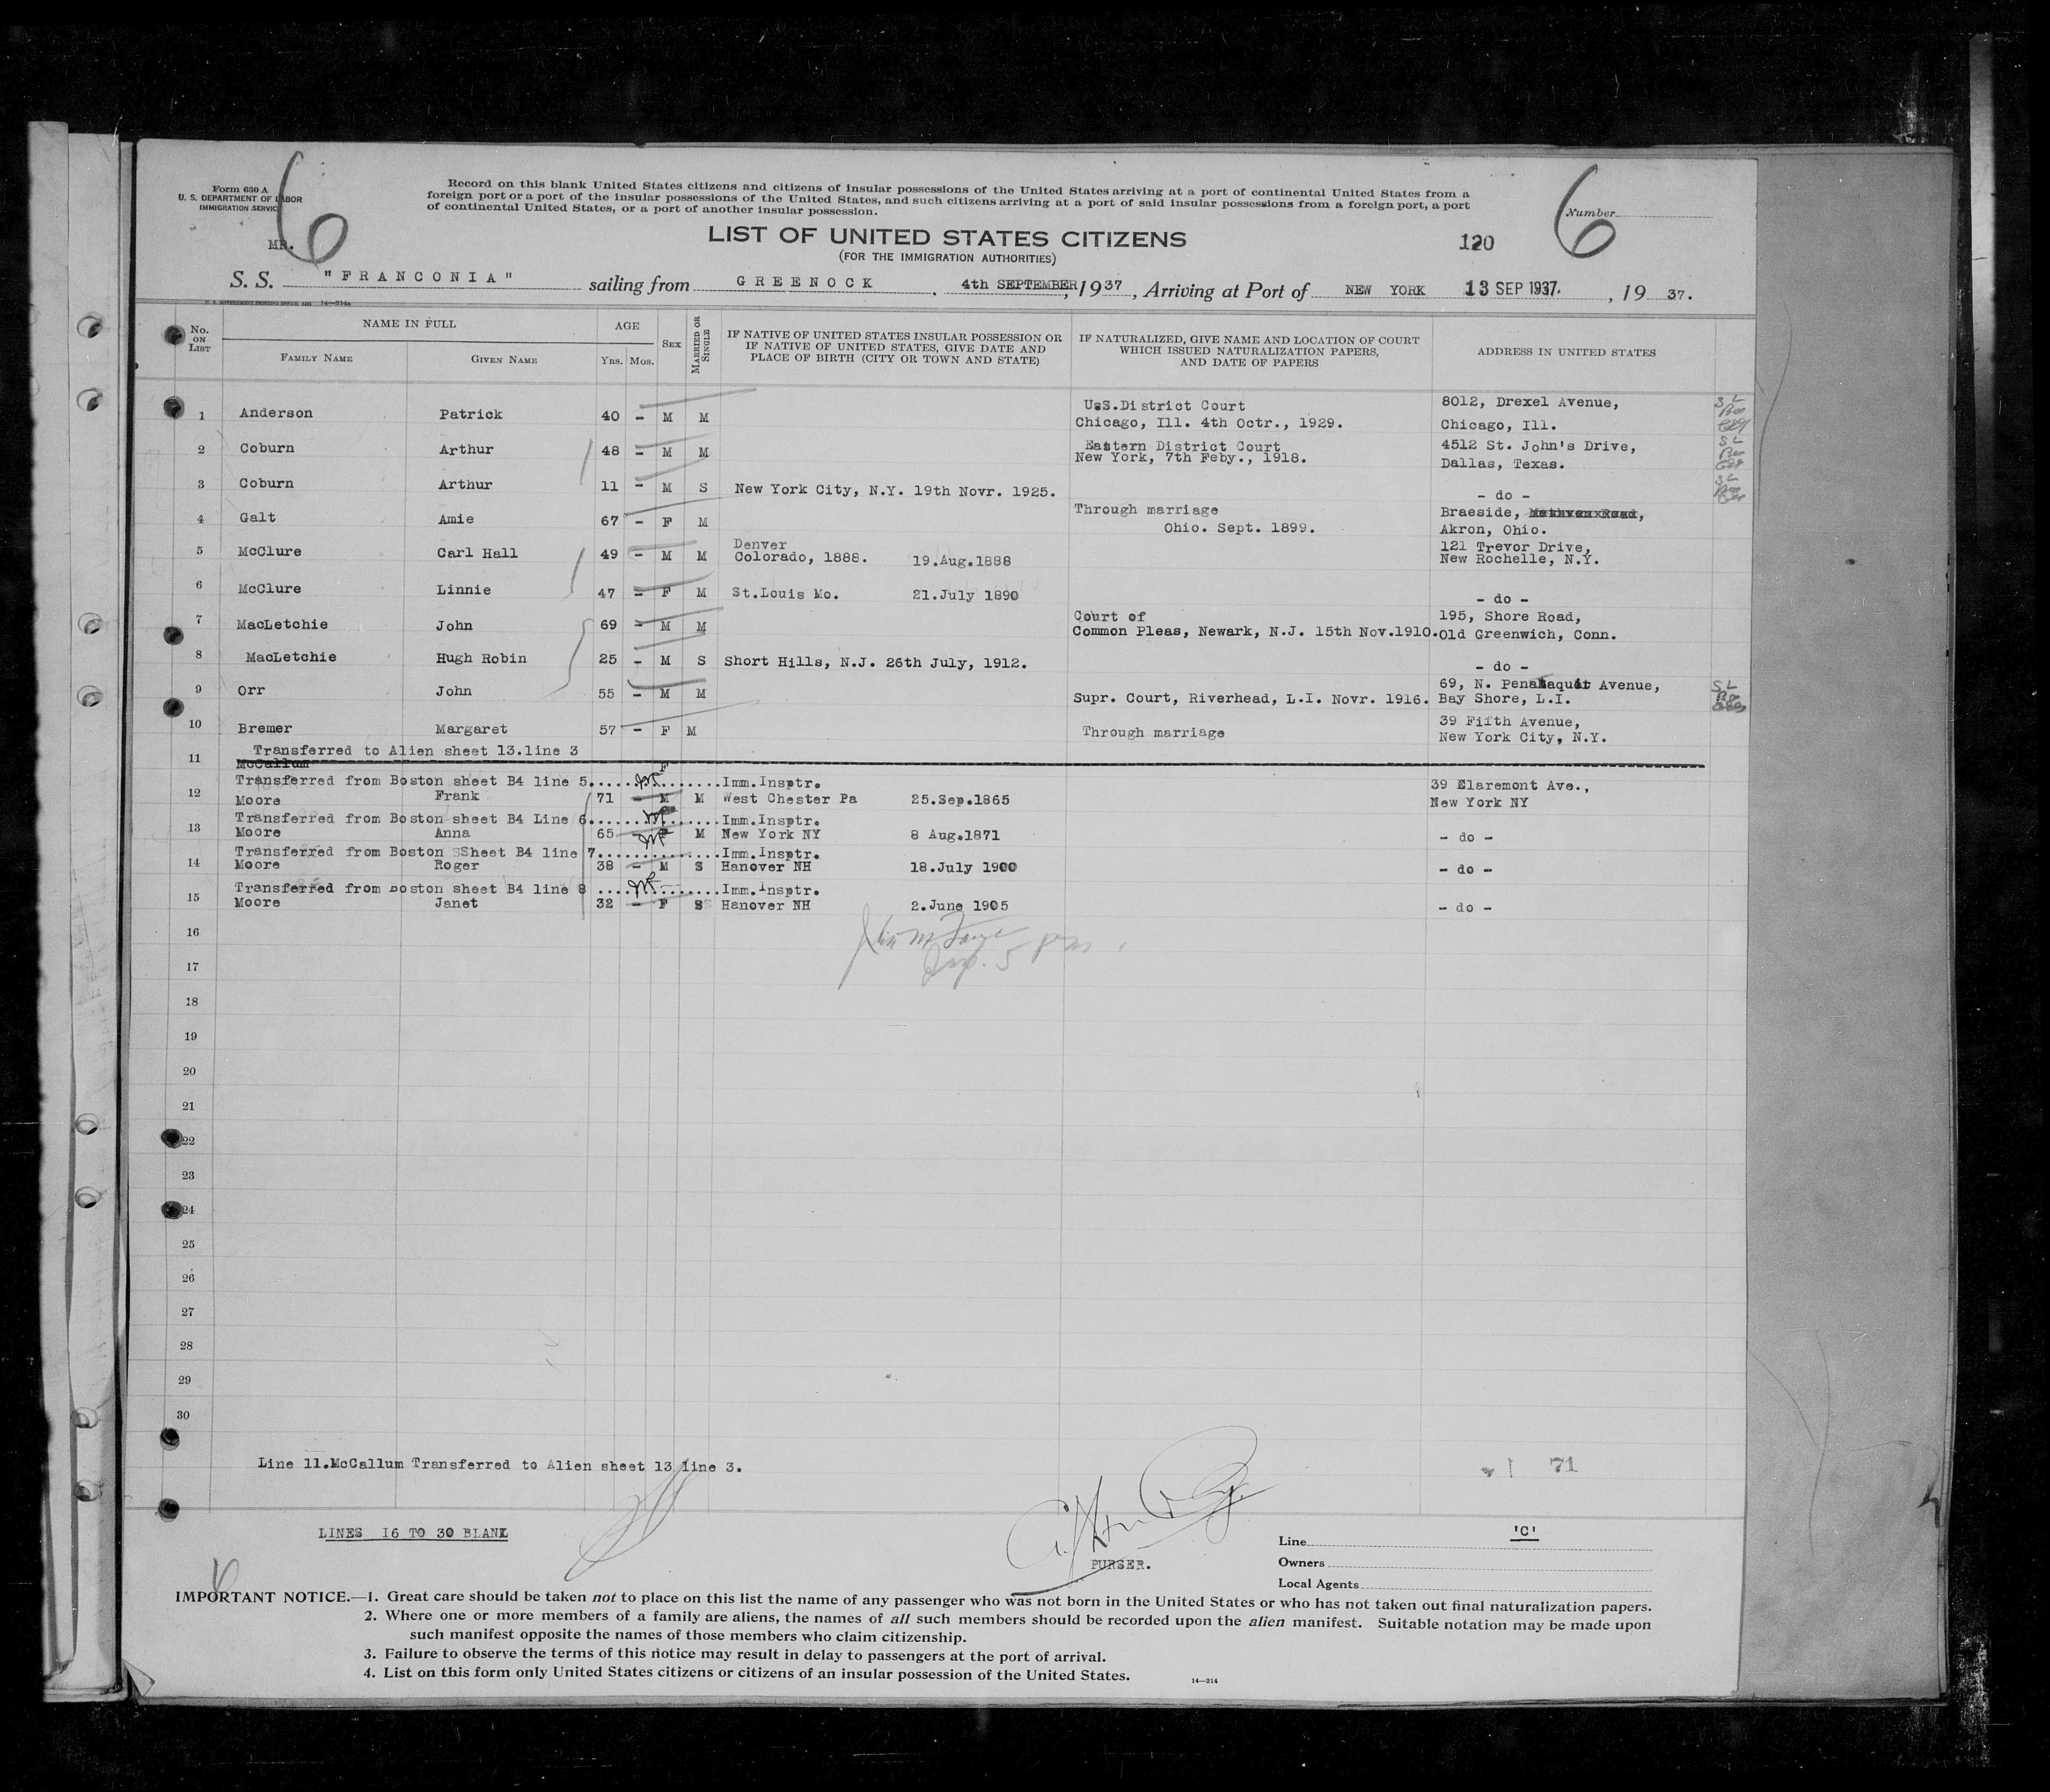 Form 630 A
U. S. DEPARTMENT OF LABOR
IMMIGRATION SERVICE
6
6
Record on this blank United States citizens and citizens of insular possessions of the United States arriving at a port of continental United States from a
foreign port or a port of the insular possessions of the United States, and such citizens arriving at a port of said insular possessions from a foreign port, a port
of continental United States, or a port of another insular possession.
Number
MR.
LIST OF UNITED STATES CITIZENS
120
(FOR THE IMMIGRATION AUTHORITIES)
S. S. "FRANCONIA" sailing from GREENOCK, 4th SEPTEMBER, 1937, Arriving at Port of NEW YORK 13 SEP 1937, 19 37.
No. ON LIST
NAME IN FULL
FAMILY NAME
GIVEN NAME
AGE
YRS. MOS.
SEX
MARRIED OR SINGLE
IF NATIVE OF UNITED STATES INSULAR POSSESSION OR
IF NATIVE OF UNITED STATES, GIVE DATE AND
PLACE OF BIRTH (CITY OR TOWN AND STATE)
IF NATURALIZED, GIVE NAME AND LOCATION OF COURT
WHICH ISSUED NATURALIZATION PAPERS,
AND DATE OF PAPERS
ADDRESS IN UNITED STATES
1 Anderson Patrick 40 - M M U.S.District Court 8012, Drexel Avenue,
Chicago, Ill. 4th Octr., 1929. Chicago, Ill.
2 Coburn Arthur 48 - M M Eastern District Court 4512 St. John's Drive,
New York, 7th Feby., 1918. Dallas, Texas.
3 Coburn Arthur 11 - M S New York City, N.Y. 19th Novr. 1925. - do -
4 Galt Amie 67 - F M Through marriage Braeside,
Ohio. Sept. 1899. Akron, Ohio.
5 McClure Carl Hall 49 - M M Denver 121 Trevor Drive,
Colorado, 1888. 19.Aug.1888 New Rochelle, N.Y.
6 McClure Linnie 47 - F M St.Louis Mo. 21.July 1890 - do -
7 MacLetchie John 69 - M M Court of 195, Shore Road,
Common Pleas, Newark, N.J. 15th Nov.1910. Old Greenwich, Conn.
8 MacLetchie Hugh Robin 25 - M S Short Hills, N.J. 26th July, 1912. - do -
9 Orr John 55 - M M 69, N. Penataquit Avenue,
Supr. Court, Riverhead, L.I. Novr. 1916. Bay Shore, L.I.
10 Bremer Margaret 57 - F M Through marriage 39 Fifth Avenue,
New York City, N.Y.
Transferred to Alien sheet 13.line 3
11 McCallum F
Transferred from Boston sheet B4 line 5 Imm.Insptr. 39 Claremont Ave.,
12 Moore Frank 71 - M M West Chester Pa 25.Sep.1865 New York NY
Transferred from Boston sheet B4 Line 6 Imm.Insptr.
13 Moore Anna 65 F M New York NY 8 Aug.1871 - do -
Transferred from Boston SSheet B4 line 7 Imm.Insptr.
14 Moore Roger 38 - M S Hanover NH 18.July 1900 - do -
Transferred from Boston sheet B4 line 8 Imm.Insptr.
15 Moore Janet 32 - F S Hanover NH 2.June 1905 - do -
16
17
18
19
20
21
22
23
24
25
26
27
28
29
30
Line 11.McCallum Transferred to Alien sheet 13 line 3.
71
LINES 16 TO 30 BLANK
PURSER.
'C'
Line
Owners
Local Agents
IMPORTANT NOTICE.—1. Great care should be taken not to place on this list the name of any passenger who was not born in the United States or who has not taken out final naturalization papers.
2. Where one or more members of a family are aliens, the names of all such members should be recorded upon the alien manifest. Suitable notation may be made upon
such manifest opposite the names of those members who claim citizenship.
3. Failure to observe the terms of this notice may result in delay to passengers at the port of arrival.
4. List on this form only United States citizens or citizens of an insular possession of the United States.
14—214